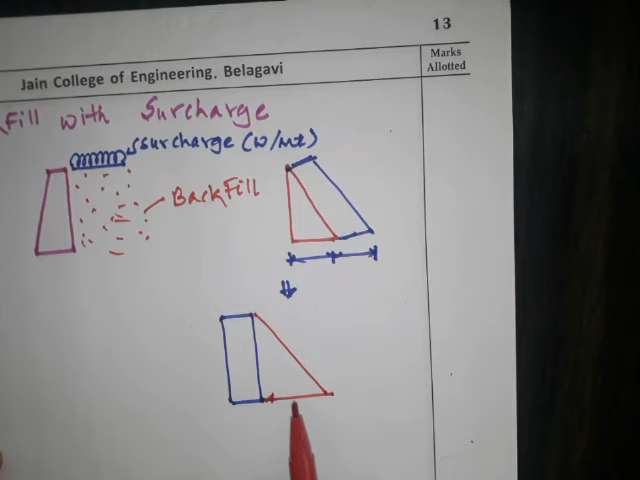 13
Jain College of Engineering, Belagavi
Marks
Allotted
Fill with Surcharge
surcharge (w/mt)
BackFill